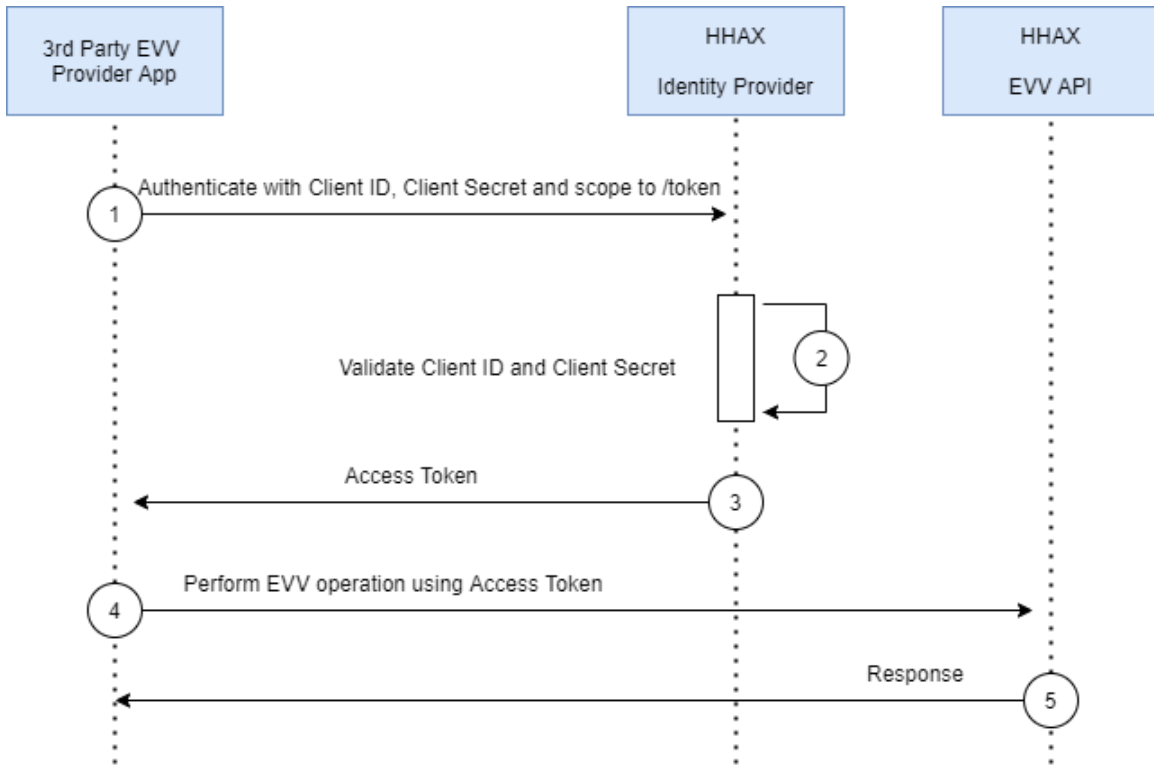 3rd Party EVV
Provider App
HHAX
Identity Provider
HHAX
EVV API
Authenticate with Client ID, Client Secret and scope to /token
1
2
Validate Client ID and Client Secret
Access Token
3
Perform EVV operation using Access Token
4
Response
5